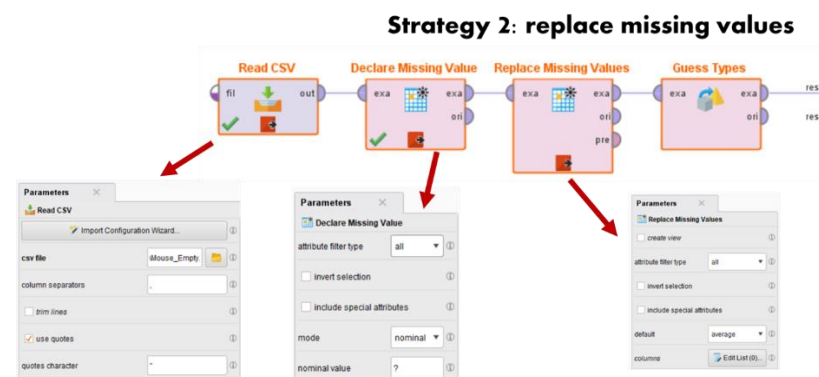 Strategy 2: replace missing values
Read CSV
Declare Missing Value
Replace Missing Values
Guess Types
fil
out
exa
exa
ori
exa
exa
ori
pre
exa
exa
ori
res
res
Parameters
Read CSV
Import Configuration Wizard...
csv file
Mouse_Empty.
column separators
,
trim lines
use quotes
quotes character
"
Parameters
Declare Missing Value
attribute filter type
all
invert selection
include special attributes
mode
nominal
nominal value
?
Parameters
Replace Missing Values
create view
attribute filter type
all
invert selection
include special attributes
default
average
columns
Edit List (0)...